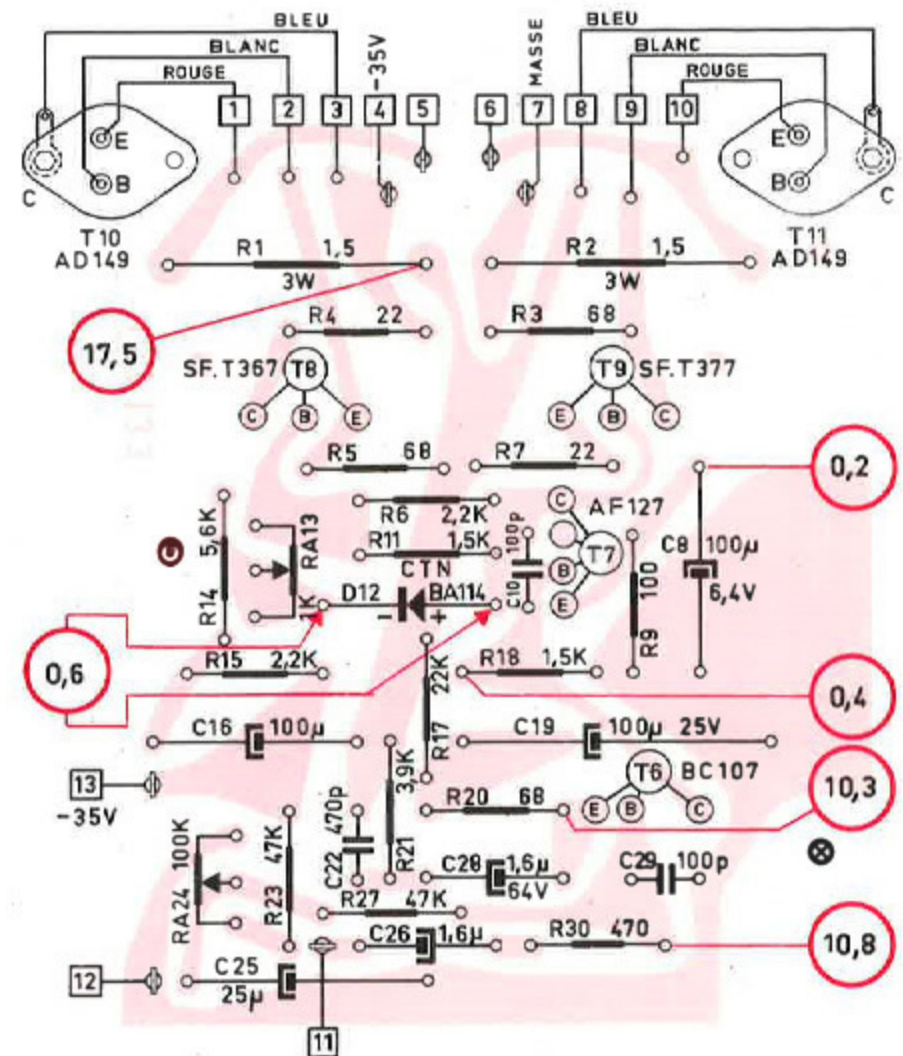 BLEU
BLANC
ROUGE
-35V
1 2 3 4 5
MASSE
BLEU
BLANC
ROUGE
6 7 8 9 10
E
B
C
T10
AD149
E
B
C
T11
AD149
R1 1,5
3W
R2 1,5
3W
R4 22
R3 68
17,5
SF.T367 T8
C B E
T9 SF.T377
E B C
R5 68
R7 22
0,2
R6 2,2K
R11 1,5K
CTN
D12 BA114
- +
5,6K
R14
RA13
1K
100p
C10
AF127
C
T7
B
E
100
R9
C8 100µ
6,4V
0,6
R15 2,2K
22K
R17
R18 1,5K
0,4
C16 100µ
C19 100µ 25V
3,9K
R21
T6 BC107
E B C
10,3
13
-35V
R20 68
100K
RA24
47K
R23
470p
C22
C28 1,6µ
64V
C29 100p
R27 47K
C26 1,6µ
R30 470
10,8
12
C25
25µ
11